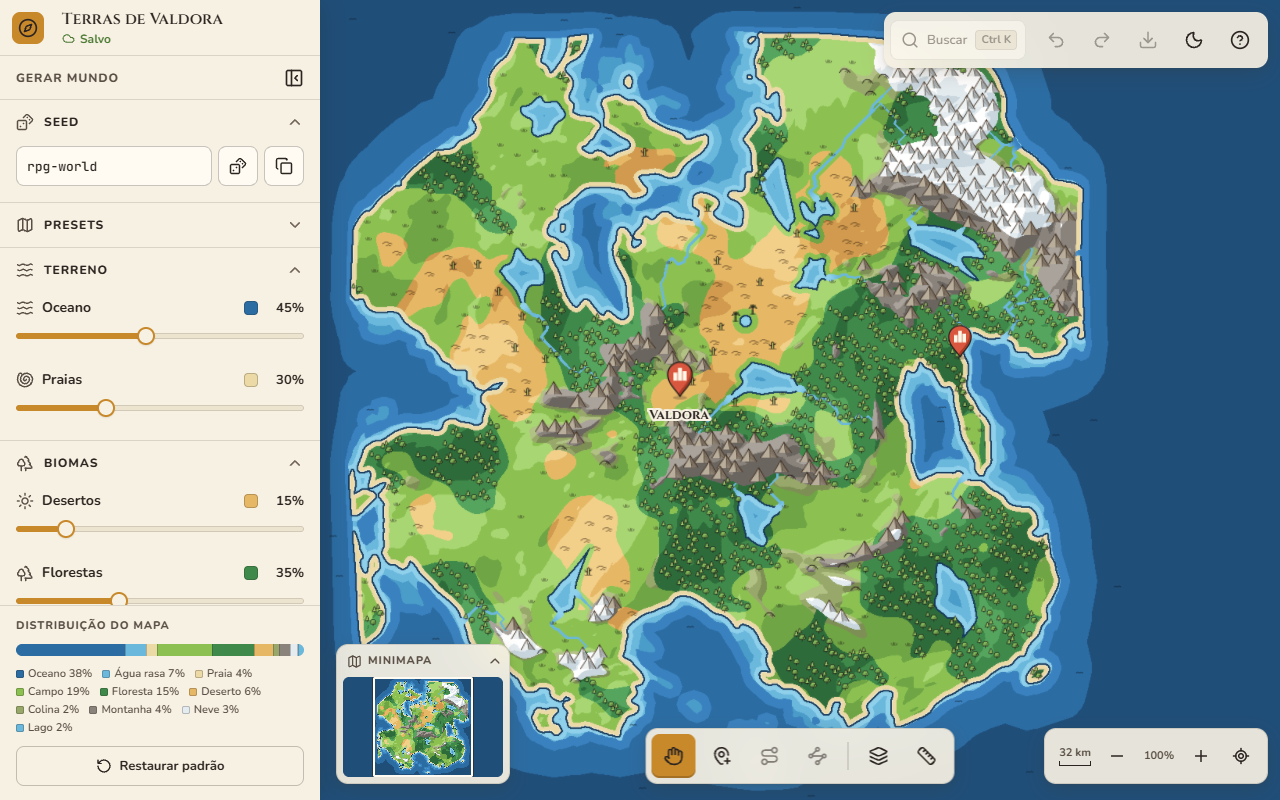 Terras de Valdora
Salvo
GERAR MUNDO
SEED
rpg-world
PRESETS
TERRENO
Oceano 45%
Praias 30%
BIOMAS
Desertos 15%
Florestas 35%
DISTRIBUIÇÃO DO MAPA
Oceano 38% Água rasa 7% Praia 4%
Campo 19% Floresta 15% Deserto 6%
Colina 2% Montanha 4% Neve 3%
Lago 2%
Restaurar padrão
Buscar Ctrl K
Valdora
MINIMAPA
32 km
100%